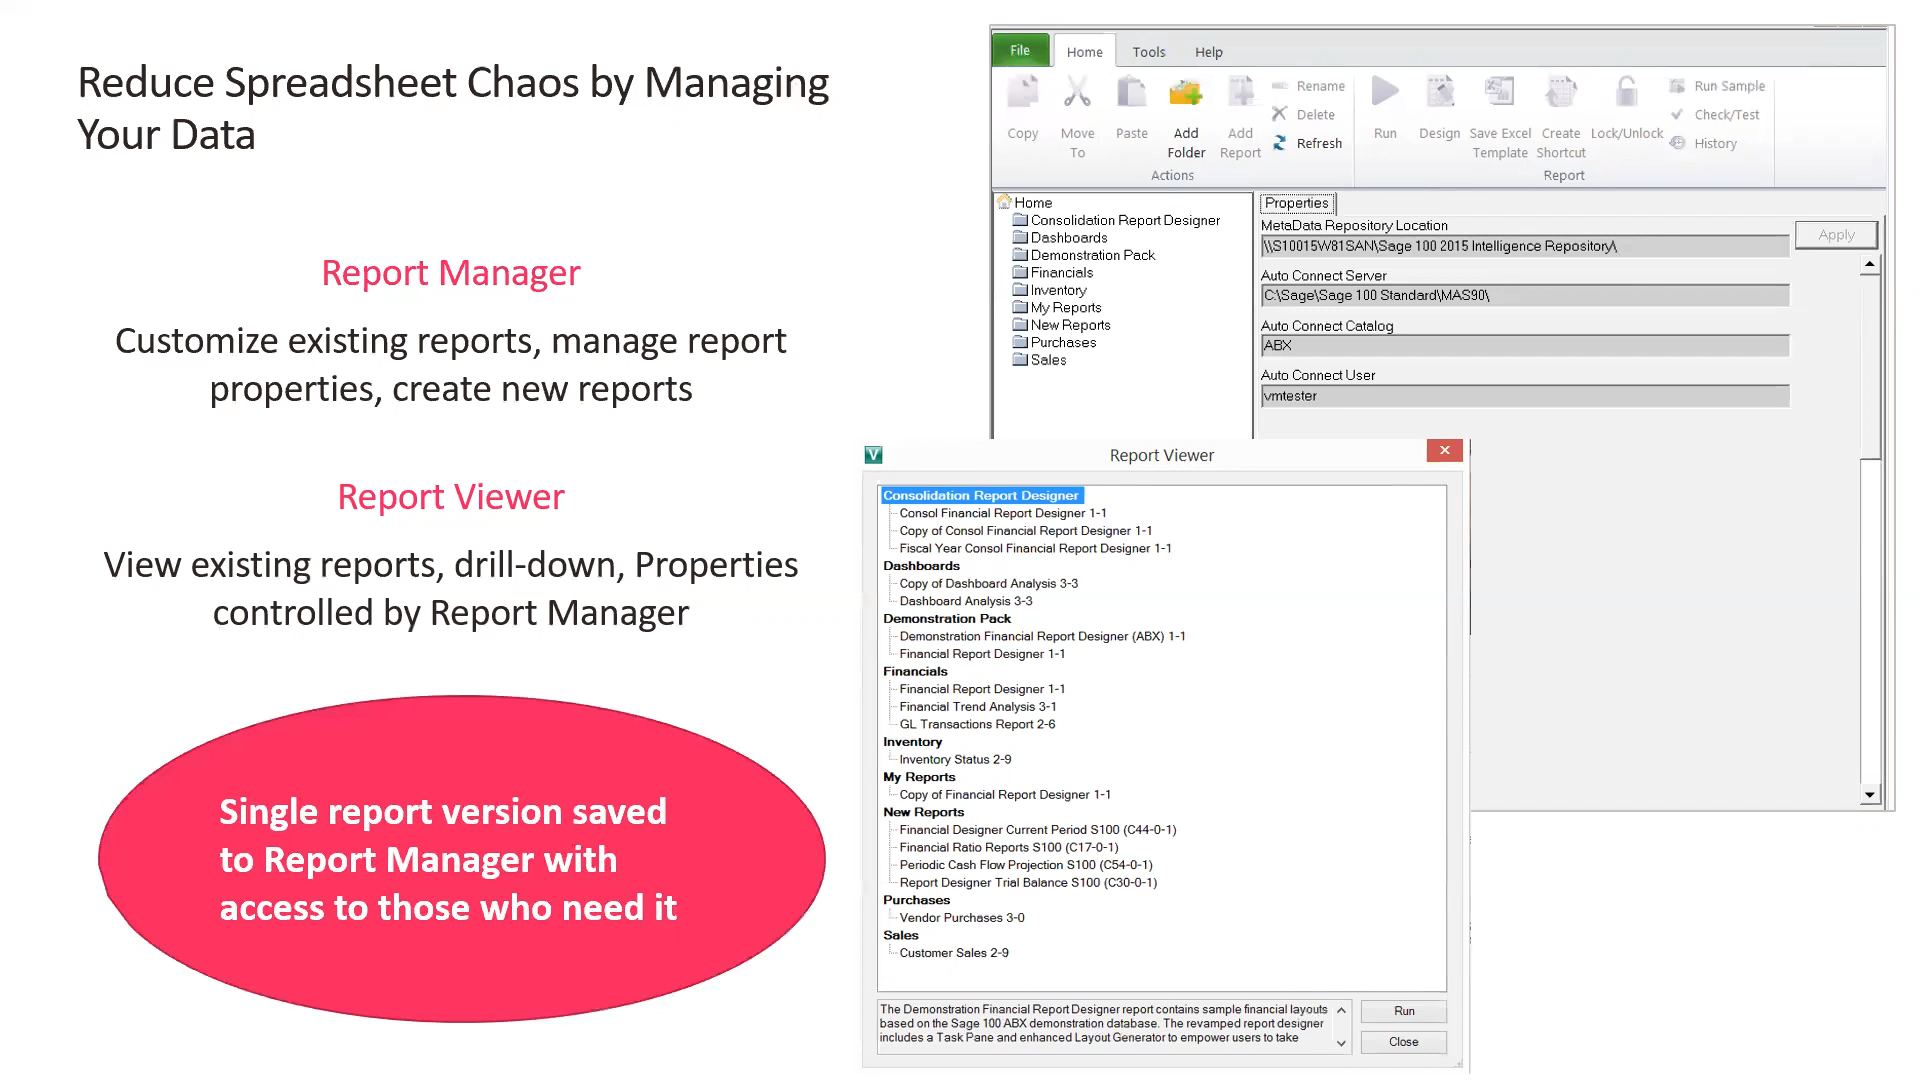 Reduce Spreadsheet Chaos by Managing
Your Data
Report Manager
Customize existing reports, manage report
properties, create new reports
Report Viewer
View existing reports, drill-down, Properties
controlled by Report Manager
Single report version saved
to Report Manager with
access to those who need it
File Home Tools Help
Copy
Move
To
Paste
Add
Folder
Add
Report
Rename
Delete
Refresh
Actions
Run
Design
Save Excel
Template
Create
Shortcut
Lock/Unlock
Run Sample
Check/Test
History
Report
Home
Consolidation Report Designer
Dashboards
Demonstration Pack
Financials
Inventory
My Reports
New Reports
Purchases
Sales
Properties
MetaData Repository Location
\\S10015W81SAN\Sage 100 2015 Intelligence Repository\
Apply
Auto Connect Server
C:\Sage\Sage 100 Standard\MAS90\
Auto Connect Catalog
ABX
Auto Connect User
vmtester
V
Report Viewer
Consolidation Report Designer
Consol Financial Report Designer 1-1
Copy of Consol Financial Report Designer 1-1
Fiscal Year Consol Financial Report Designer 1-1
Dashboards
Copy of Dashboard Analysis 3-3
Dashboard Analysis 3-3
Demonstration Pack
Demonstration Financial Report Designer (ABX) 1-1
Financial Report Designer 1-1
Financials
Financial Report Designer 1-1
Financial Trend Analysis 3-1
GL Transactions Report 2-6
Inventory
Inventory Status 2-9
My Reports
Copy of Financial Report Designer 1-1
New Reports
Financial Designer Current Period S100 (C44-0-1)
Financial Ratio Reports S100 (C17-0-1)
Periodic Cash Flow Projection S100 (C54-0-1)
Report Designer Trial Balance S100 (C30-0-1)
Purchases
Vendor Purchases 3-0
Sales
Customer Sales 2-9
The Demonstration Financial Report Designer report contains sample financial layouts
based on the Sage 100 ABX demonstration database. The revamped report designer
includes a Task Pane and enhanced Layout Generator to empower users to take
Run
Close